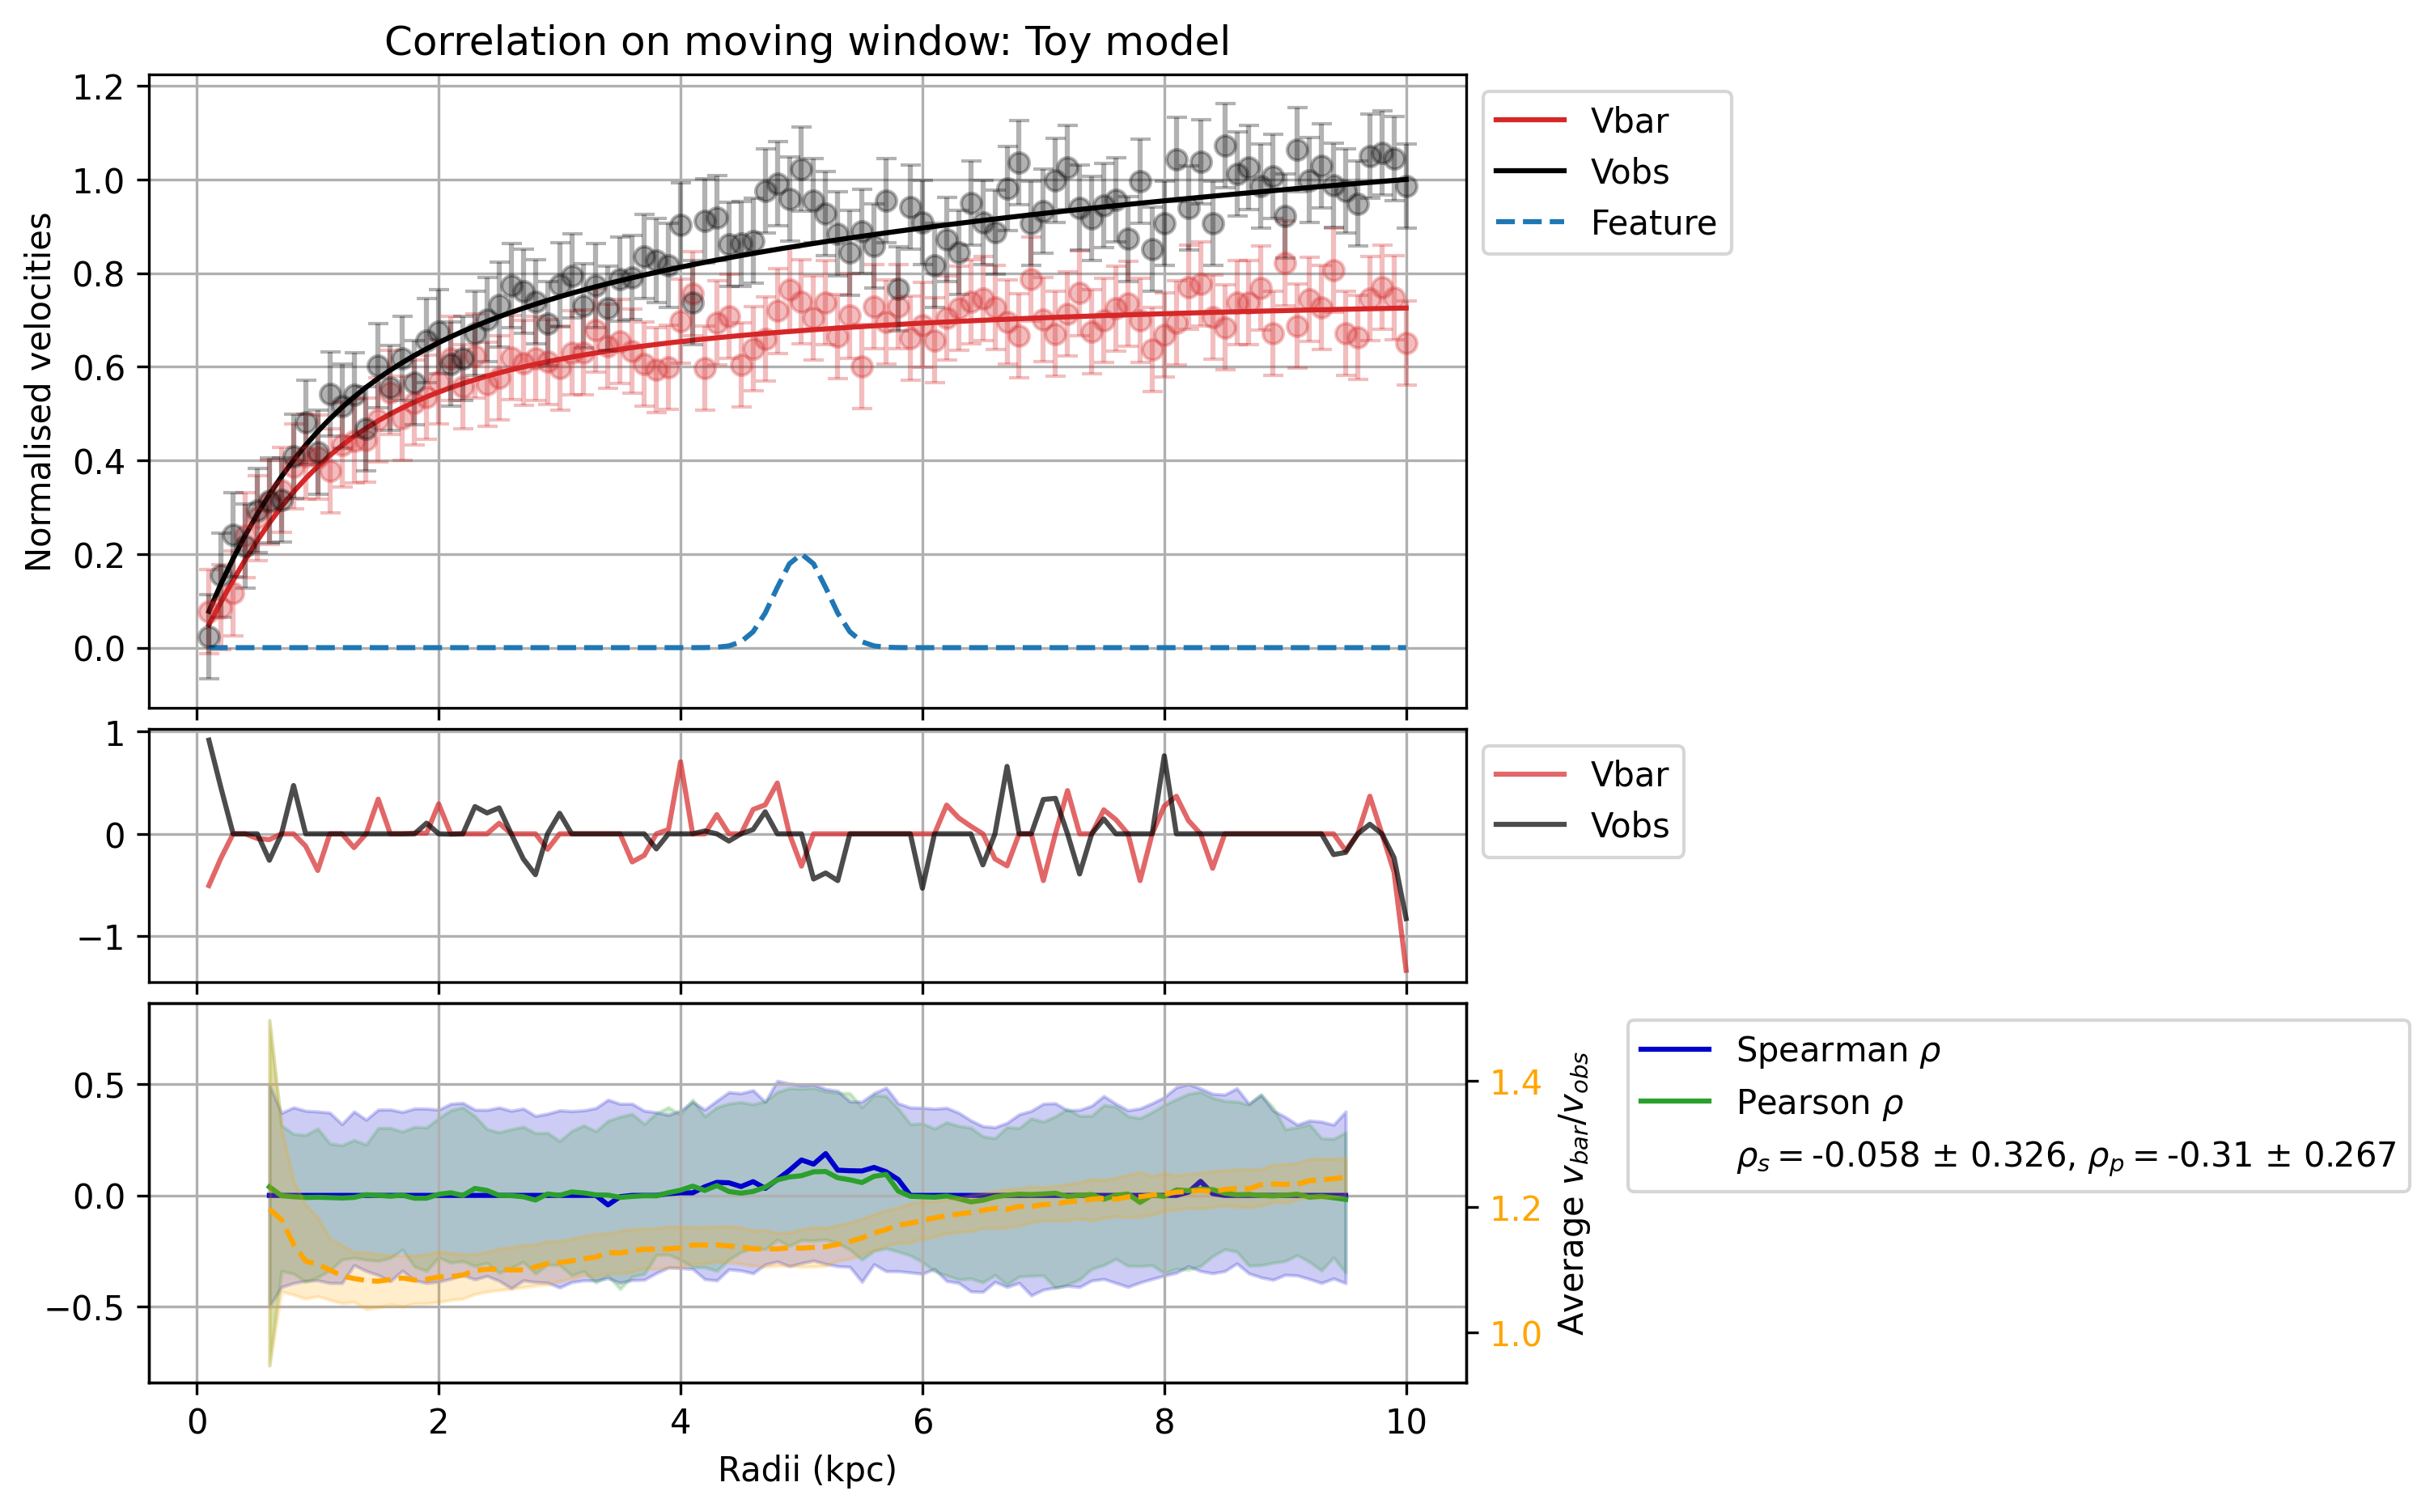 Correlation on moving window: Toy model
1.2
1.0
0.8
0.6
0.4
0.2
0.0
Normalised velocities
Vbar
Vobs
Feature
1
0
−1
Vbar
Vobs
0.5
0.0
−0.5
1.4
1.2
1.0
Average v_bar/v_obs
Spearman ρ
Pearson ρ
ρ_s = -0.058 ± 0.326, ρ_p = -0.31 ± 0.267
0 2 4 6 8 10
Radii (kpc)